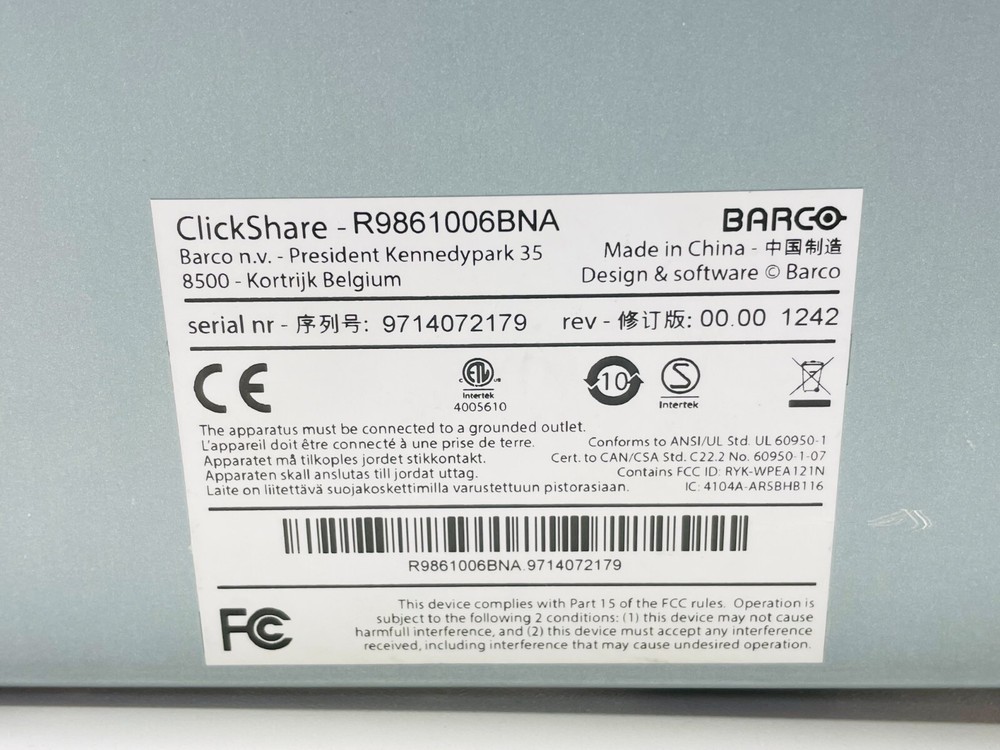 ClickShare - R9861006BNA
BARCO
Barco n.v. - President Kennedypark 35
8500 - Kortrijk Belgium
Made in China - 中国制造
Design & software © Barco
serial nr - 序列号: 9714072179 rev - 修订版: 00.00 1242
CE
ETL
C US
Intertek
4005610
10
S
Intertek
The apparatus must be connected to a grounded outlet.
L'appareil doit être connecté à une prise de terre.
Apparatet må tilkoples jordet stikkontakt.
Apparaten skall anslutas till jordat uttag.
Laite on liitettävä suojakoskettimilla varustettuun pistorasiaan.
Conforms to ANSI/UL Std. UL 60950-1
Cert. to CAN/CSA Std. C22.2 No. 60950-1-07
Contains FCC ID: RYK-WPEA121N
IC: 4104A-AR5BHB116
R9861006BNA.9714072179
FC
This device complies with Part 15 of the FCC rules. Operation is
subject to the following 2 conditions: (1) this device may not cause
harmfull interference, and (2) this device must accept any interference
received, including interference that may cause undesired operation.